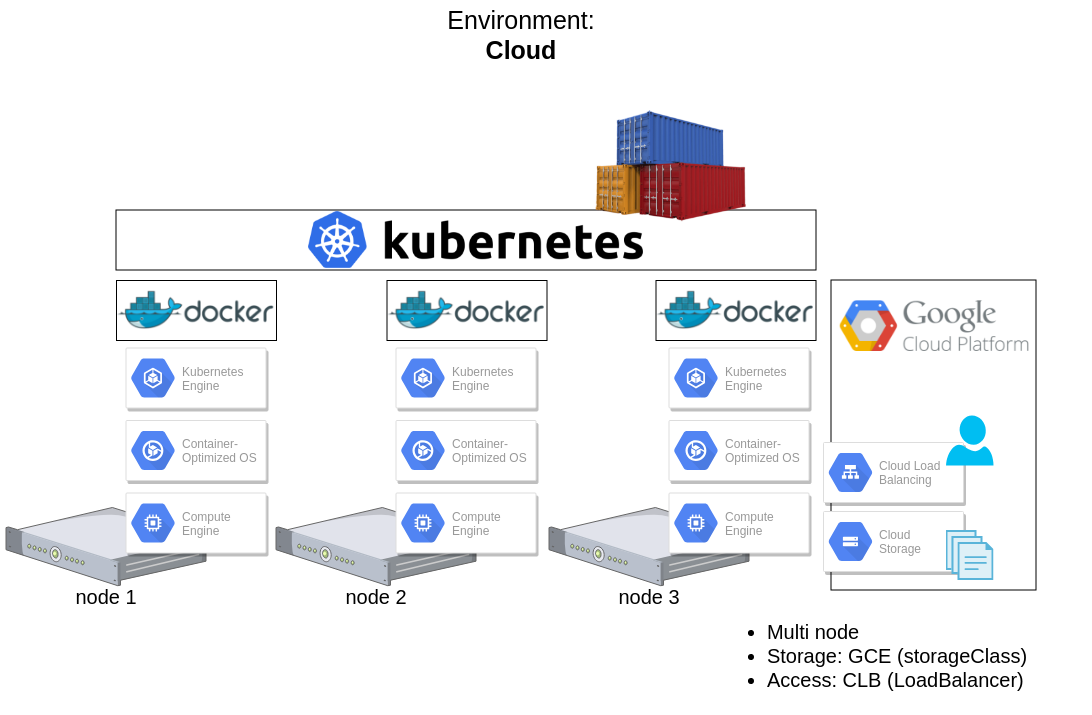 Environment:
Cloud
kubernetes
docker
docker
docker
Google
Cloud Platform
Kubernetes
Engine
Kubernetes
Engine
Kubernetes
Engine
Container-
Optimized OS
Container-
Optimized OS
Container-
Optimized OS
Cloud Load
Balancing
Compute
Engine
Compute
Engine
Compute
Engine
Cloud
Storage
node 1
node 2
node 3
• Multi node
• Storage: GCE (storageClass)
• Access: CLB (LoadBalancer)